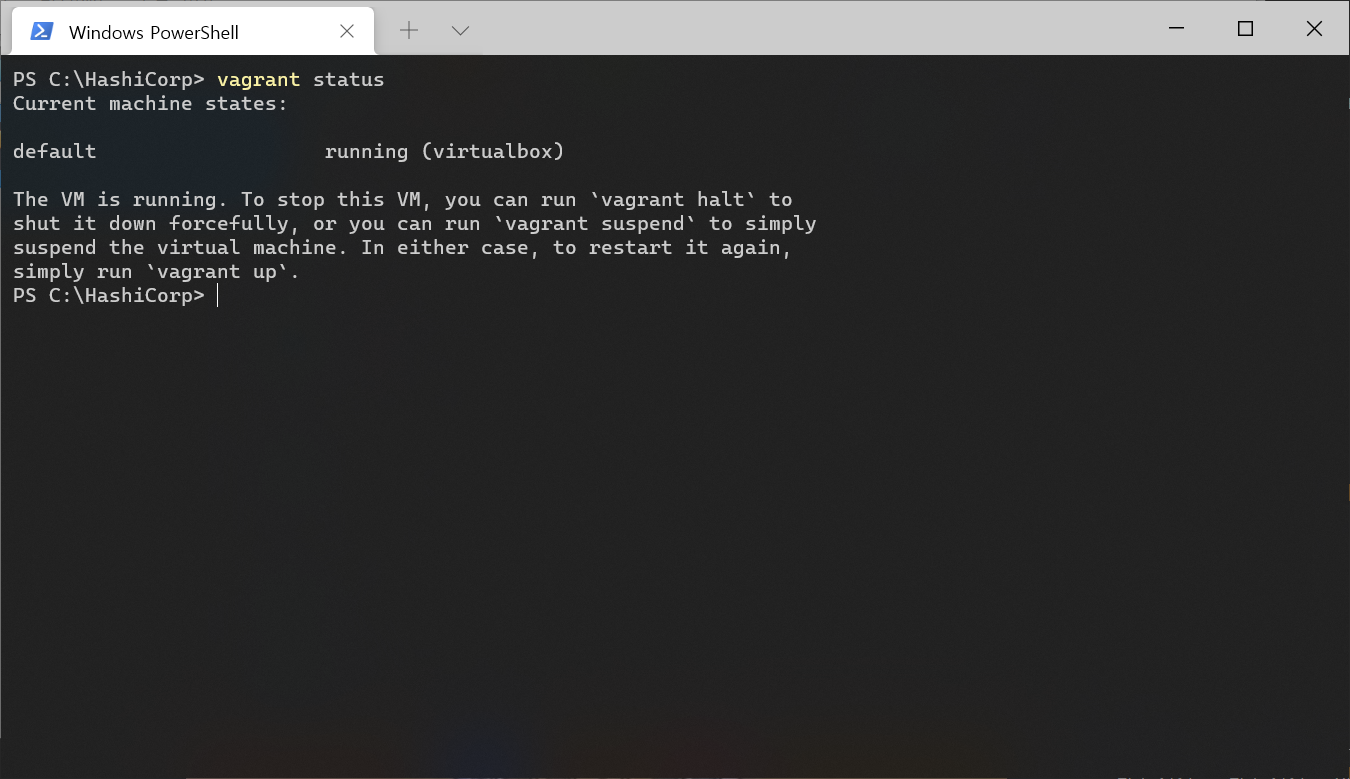 Windows PowerShell
PS C:\HashiCorp> vagrant status
Current machine states:
default                   running (virtualbox)
The VM is running. To stop this VM, you can run `vagrant halt` to
shut it down forcefully, or you can run `vagrant suspend` to simply
suspend the virtual machine. In either case, to restart it again,
simply run `vagrant up`.
PS C:\HashiCorp>